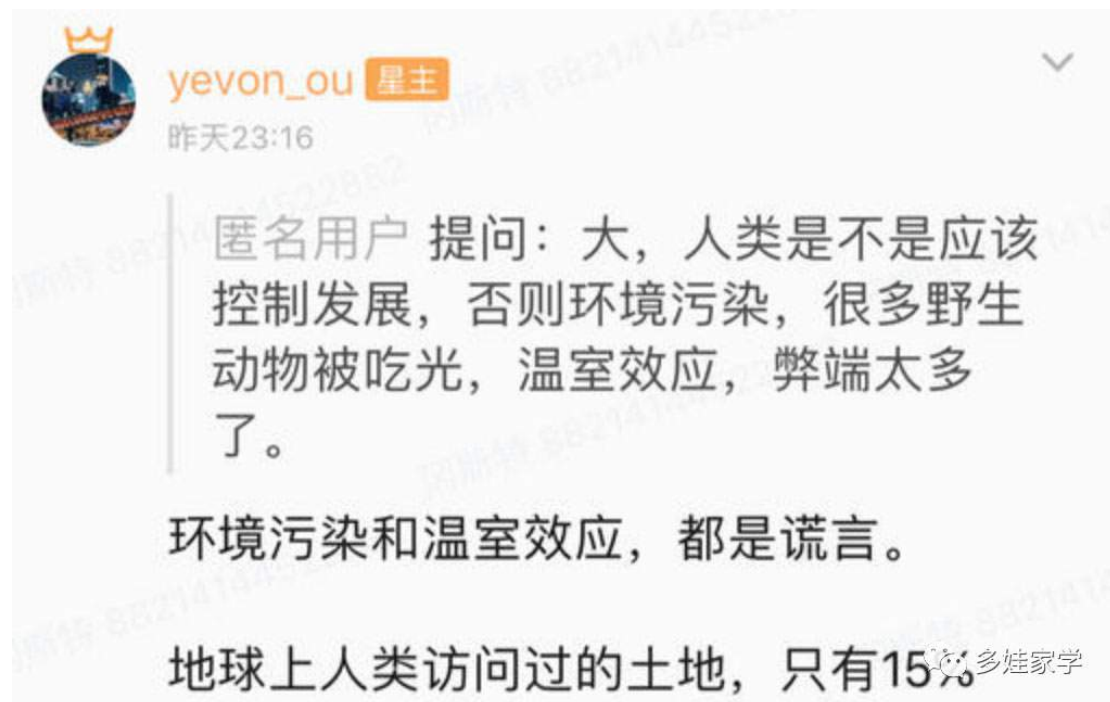 yevon_ou 星主
昨天23:16
匿名用户 提问：大，人类是不是应该
控制发展，否则环境污染，很多野生
动物被吃光，温室效应，弊端太多
了。
环境污染和温室效应，都是谎言。
地球上人类访问过的土地，只有15%
多娃家学